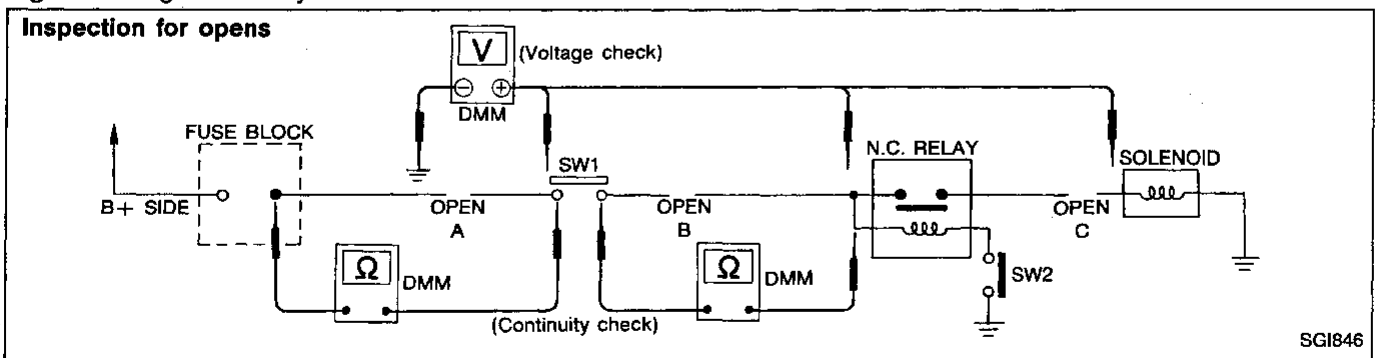 Inspection for opens
V
(Voltage check)
DMM
FUSE BLOCK
N.C. RELAY
SOLENOID
SW1
B+ SIDE
OPEN
A
OPEN
B
OPEN
C
Ω
DMM
Ω
DMM
SW2
(Continuity check)
SGI846